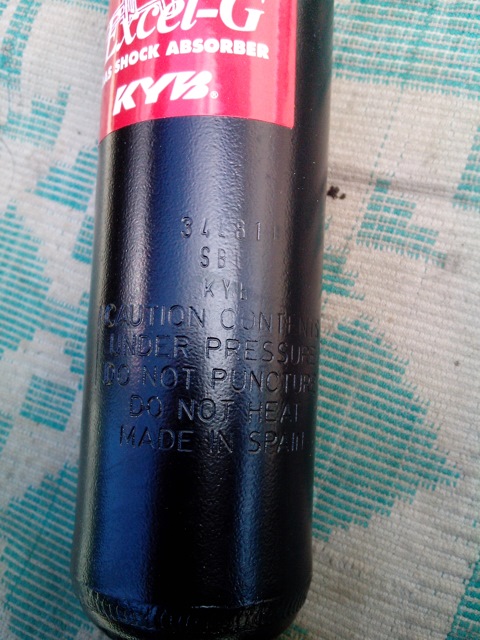 Excel-G
GAS SHOCK ABSORBER
KYB®
KYB
CAUTION CONTENTS
UNDER PRESSURE
DO NOT PUNCTURE
DO NOT HEAT
MADE IN SPAIN